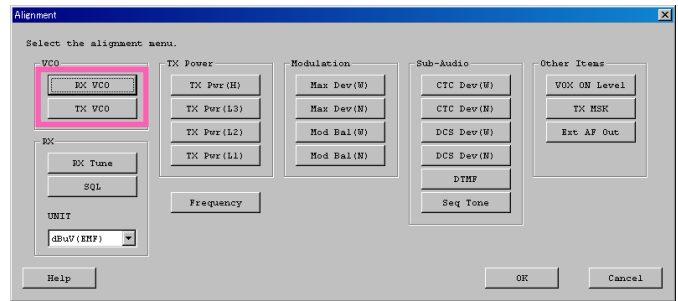 Alignment
Select the alignment menu.
VCO
RX VCO
TX VCO
RX
RX Tune
SQL
UNIT
dBuV(EMF)
TX Power
TX Pwr(H)
TX Pwr(L3)
TX Pwr(L2)
TX Pwr(L1)
Frequency
Modulation
Max Dev(W)
Max Dev(N)
Mod Bal(W)
Mod Bal(N)
Sub-Audio
CTC Dev(W)
CTC Dev(N)
DCS Dev(W)
DCS Dev(N)
DTMF
Seq Tone
Other Items
VOX ON Level
TX MSK
Ext AF Out
Help
OK
Cancel